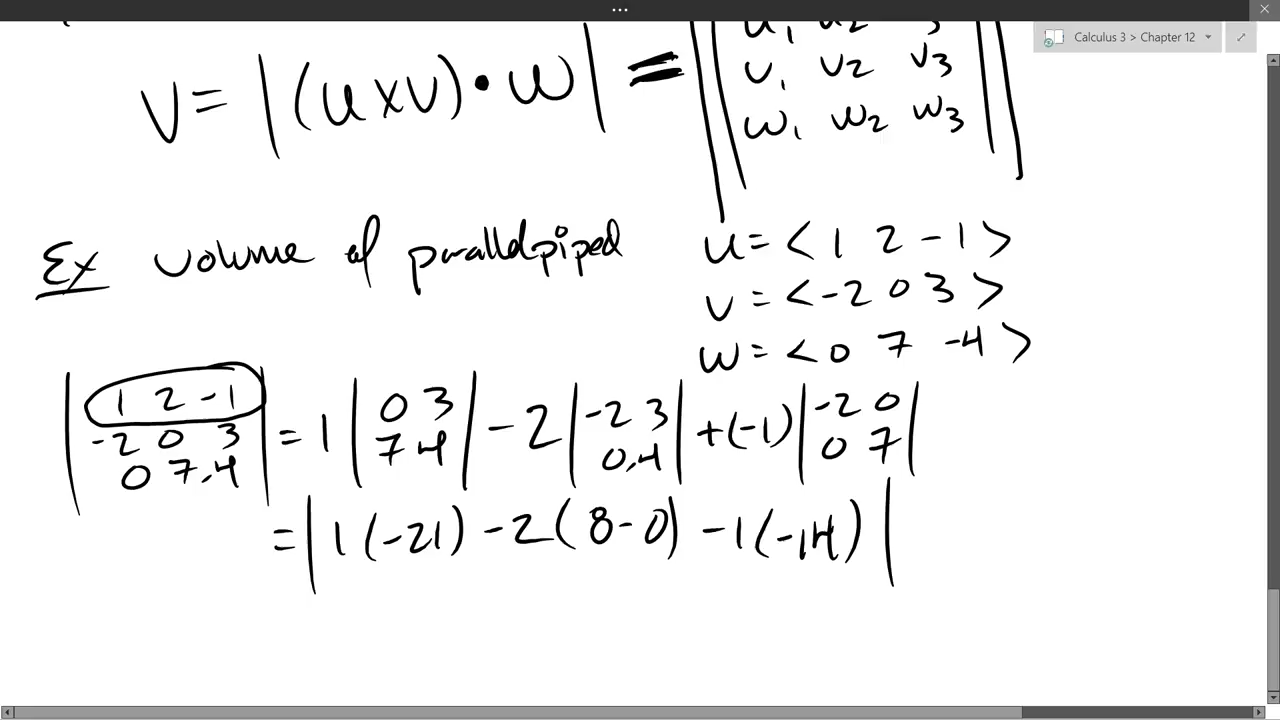 ...
Calculus 3 > Chapter 12
u1 u2 3
V = |(u x v) • w| = || v1 v2 v3
w1 w2 w3 ||
Ex volume of paralldpiped
u = < 1 2 -1 >
v = < -2 0 3 >
w = < 0 7 -4 >
| 1 2 -1 | = 1 | 0 3 | - 2 | -2 3 | + (-1) | -2 0 |
| -2 0 3 | | 7 -4 | | 0 -4 | | 0 7 |
| 0 7 -4 |
= | 1(-21) - 2(8-0) - 1(-14) |